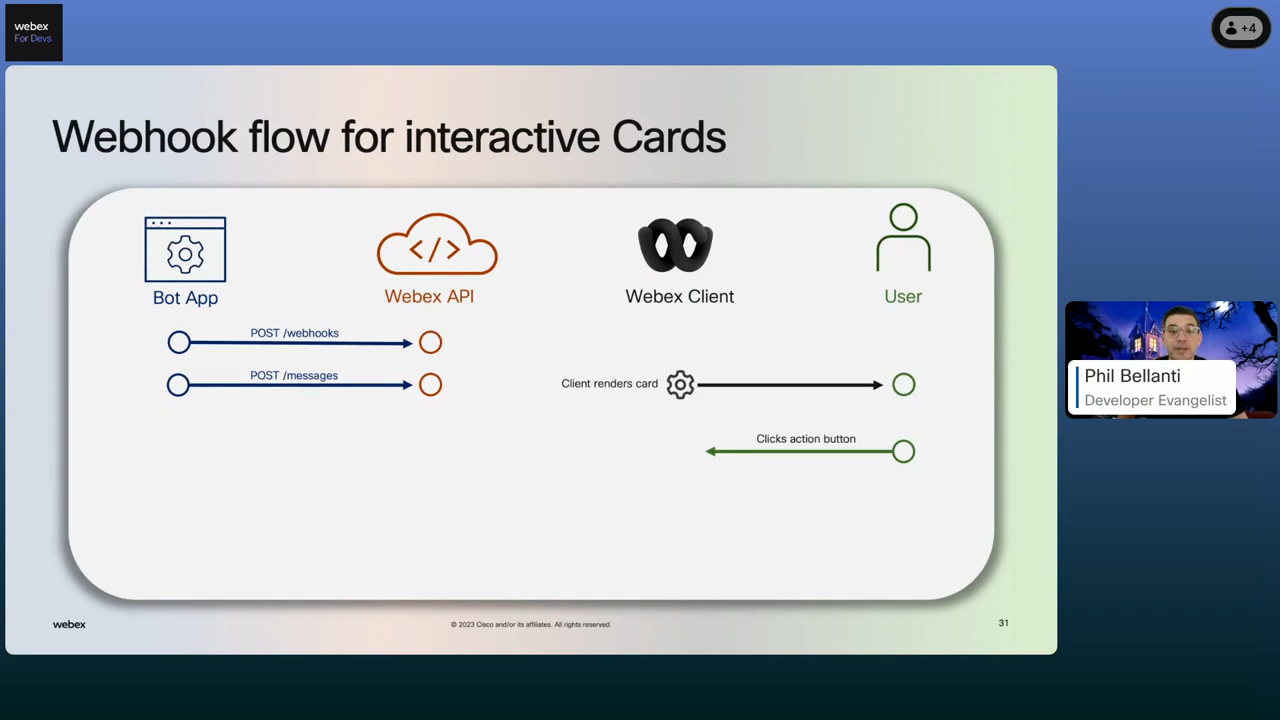 webex
For Devs
+4
Webhook flow for interactive Cards
Bot App
Webex API
Webex Client
User
POST /webhooks
POST /messages
Client renders card
Clicks action button
Phil Bellanti
Developer Evangelist
webex
© 2023 Cisco and/or its affiliates. All rights reserved.
31